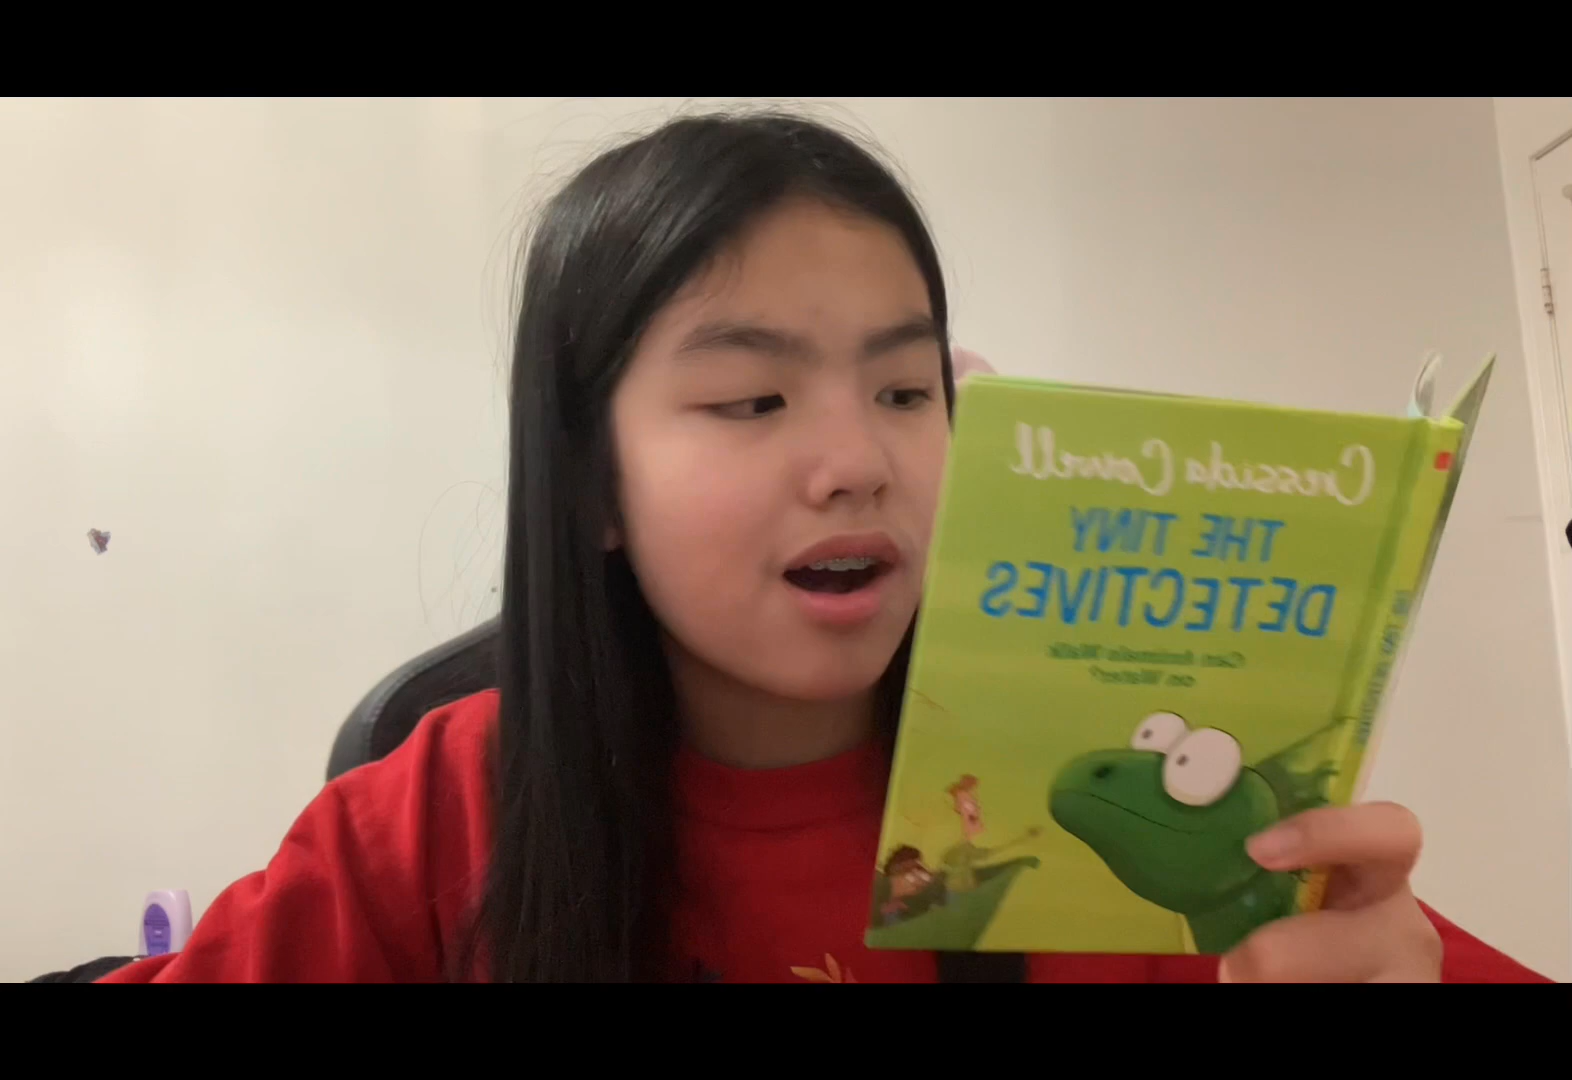 Cressida Cowell
THE TINY
DETECTIVES
Can Animals Walk
on Water?